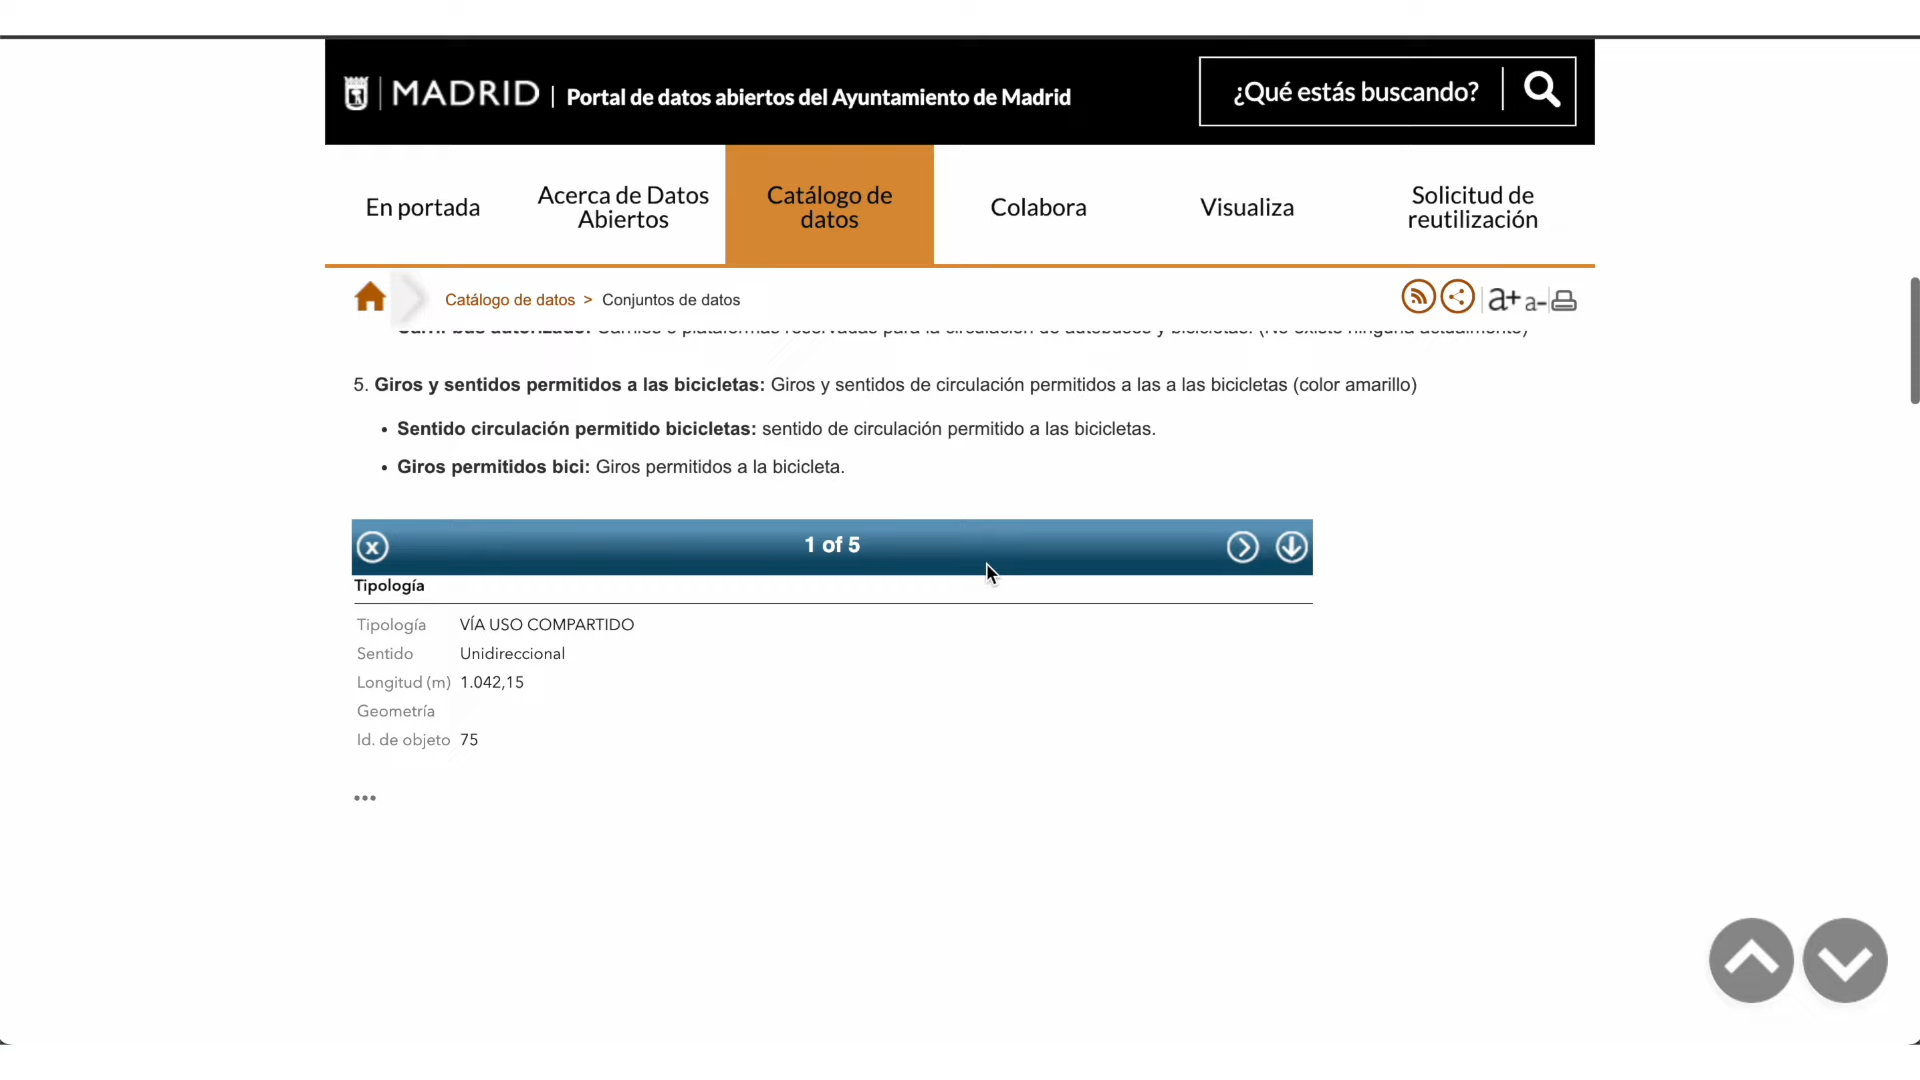 MADRID | Portal de datos abiertos del Ayuntamiento de Madrid
¿Qué estás buscando?
En portada
Acerca de Datos
Abiertos
Catálogo de
datos
Colabora
Visualiza
Solicitud de
reutilización
Catálogo de datos > Conjuntos de datos
a+ a-
5. Giros y sentidos permitidos a las bicicletas: Giros y sentidos de circulación permitidos a las a las bicicletas (color amarillo)
• Sentido circulación permitido bicicletas: sentido de circulación permitido a las bicicletas.
• Giros permitidos bici: Giros permitidos a la bicicleta.
1 of 5
Tipología
Tipología VÍA USO COMPARTIDO
Sentido Unidireccional
Longitud (m) 1.042,15
Geometría
Id. de objeto 75